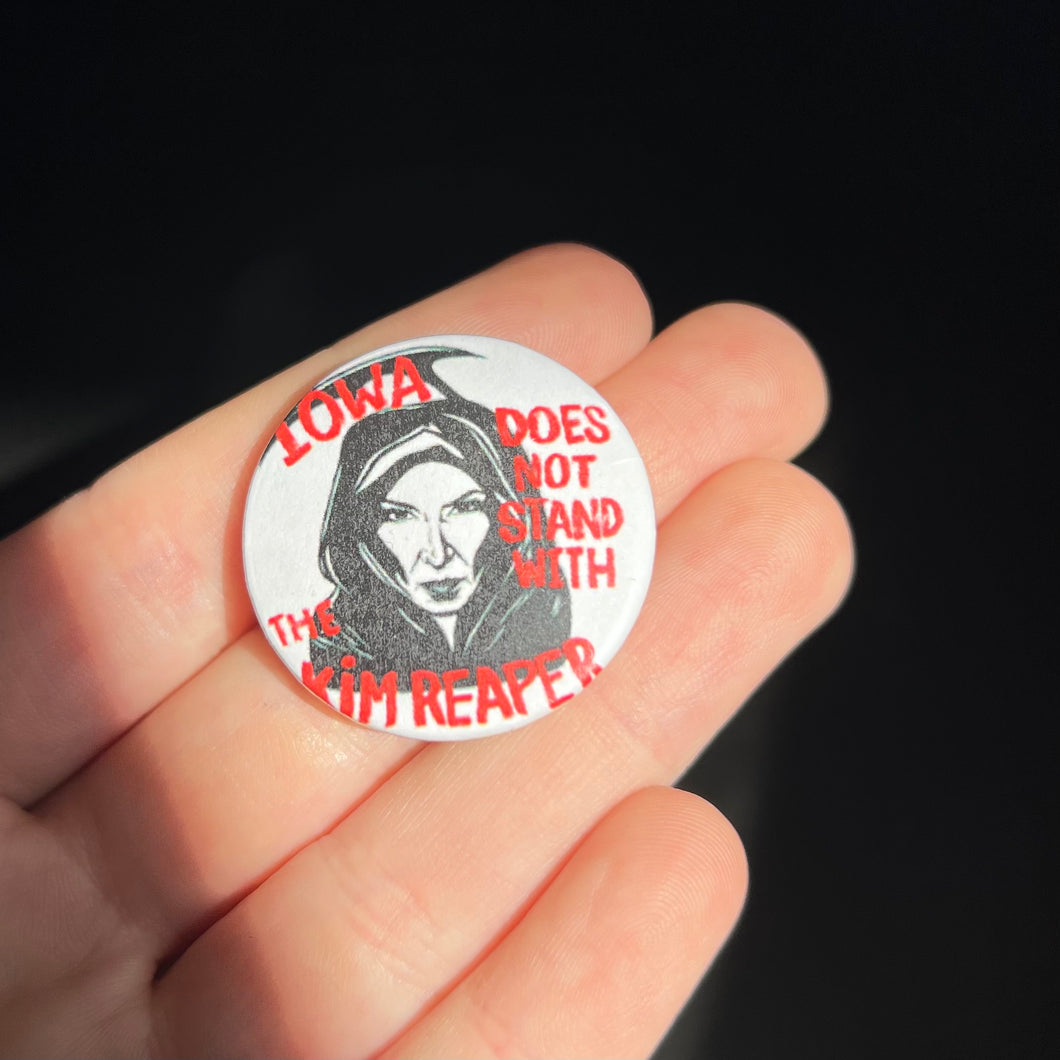 IOWA
DOES
NOT
STAND
WITH
THE
KiM REAPER